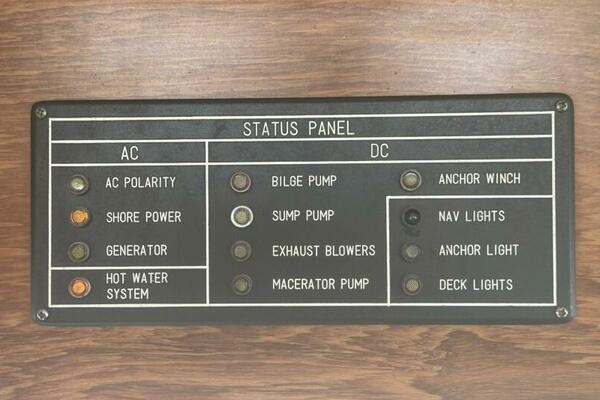 STATUS PANEL
AC
DC
AC POLARITY
SHORE POWER
GENERATOR
HOT WATER
SYSTEM
BILGE PUMP
SUMP PUMP
EXHAUST BLOWERS
MACERATOR PUMP
ANCHOR WINCH
NAV LIGHTS
ANCHOR LIGHT
DECK LIGHTS